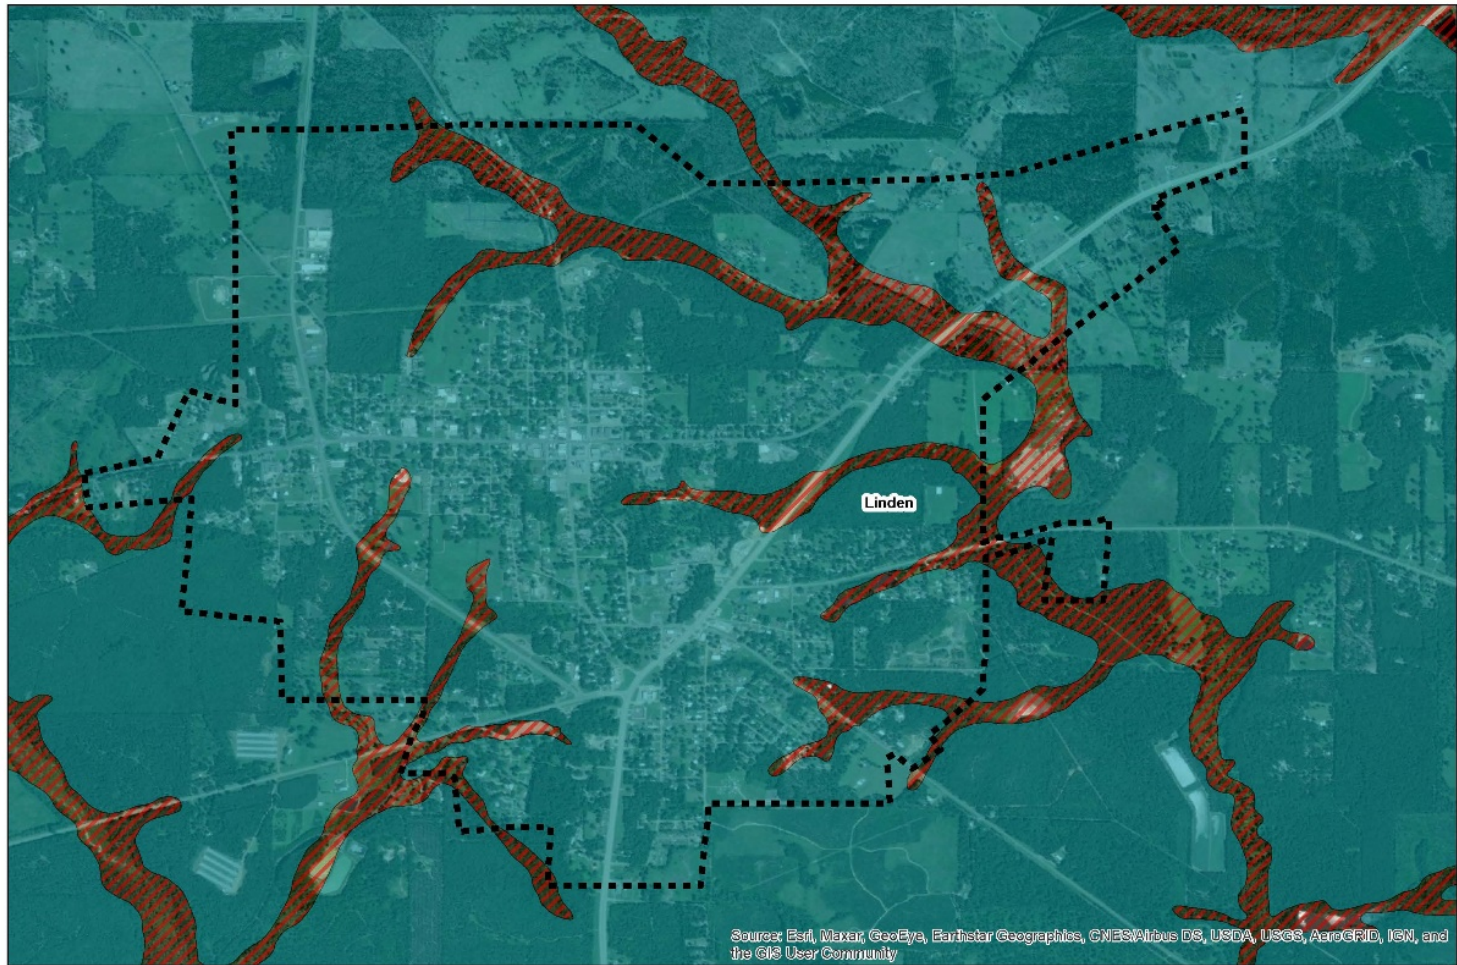 Linden
Source: Esri, Maxar, GeoEye, Earthstar Geographics, CNES/Airbus DS, USDA, USGS, AeroGRID, IGN, and
the GIS User Community